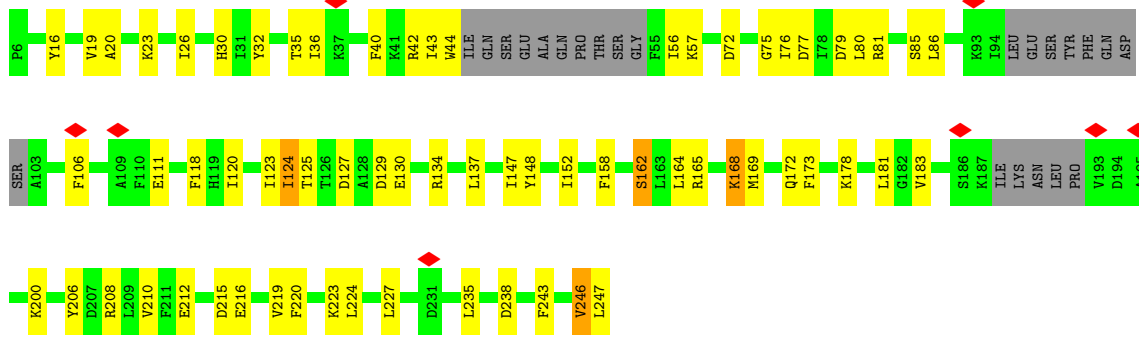 P6 Y16 V19 A20 K23 I26 H30 I31 Y32 T35 I36 K37 F40 K41 R42 I43 W44 ILE GLN SER GLU ALA GLN PRO THR SER GLY F55 I56 K57 D72 G75 I76 D77 I78 D79 L80 R81 S85 L86 K93 I94 LEU GLU SER TYR PHE GLN ASP
SER A103 F106 A109 F110 E111 F118 H119 I120 I123 I124 T125 T126 D127 A128 D129 E130 R134 L137 I147 Y148 I152 F158 S162 L163 L164 R165 K168 M169 Q172 F173 K178 L181 G182 V183 S186 K187 ILE LYS ASN LEU PRO V193 D194
K200 Y206 D207 R208 L209 V210 F211 E212 D215 E216 V219 F220 K223 L224 L227 D231 L235 D238 F243 V246 L247